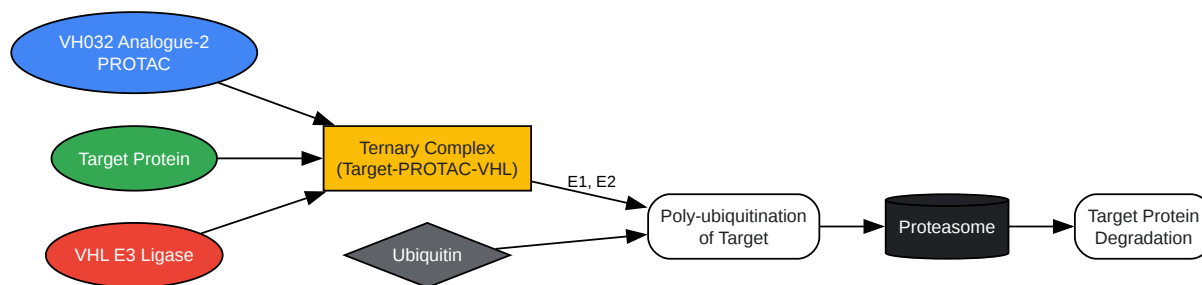 VH032 Analogue-2
PROTAC
Target Protein
VHL E3 Ligase
Ternary Complex
(Target-PROTAC-VHL)
E1, E2
Ubiquitin
Poly-ubiquitination
of Target
Proteasome
Target Protein
Degradation